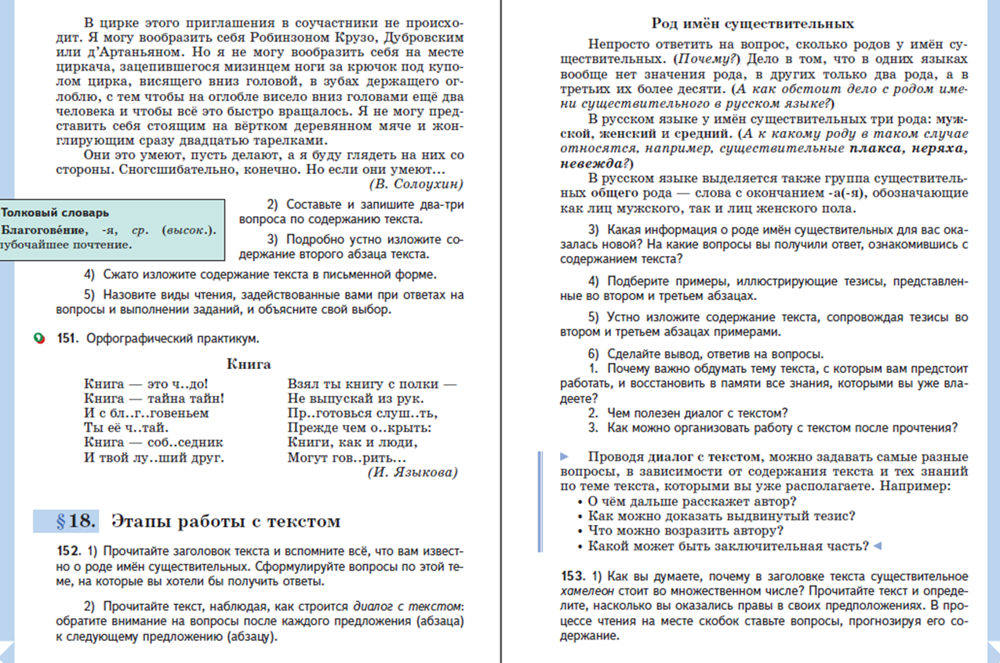 В цирке этого приглашения в соучастники не происхо-
дит. Я могу вообразить себя Робинзоном Крузо, Дубровским
или д’Артаньяном. Но я не могу вообразить себя на месте
циркача, зацепившегося мизинцем ноги за крючок под купо-
лом цирка, висящего вниз головой, в зубах держащего ог-
лоблю, с тем чтобы на оглобле висело вниз головами ещё два
человека и чтобы всё это быстро вращалось. Я не могу пред-
ставить себя стоящим на вёртком деревянном мяче и жон-
глирующим сразу двадцатью тарелками.
Они это умеют, пусть делают, а я буду глядеть на них со
стороны. Сногсшибательно, конечно. Но если они умеют...
(В. Солоухин)
Толковый словарь
Благогове́ние, -я, ср. (высок.).
лубочайшее почтение.
2) Составьте и запишите два-три
вопроса по содержанию текста.
3) Подробно устно изложите со-
держание второго абзаца текста.
4) Сжато изложите содержание текста в письменной форме.
5) Назовите виды чтения, задействованные вами при ответах на
вопросы и выполнении заданий, и объясните свой выбор.
151. Орфографический практикум.
Книга
Книга — это ч..до!
Книга — тайна тайн!
И с бл..г..говеньем
Ты её ч..тай.
Книга — соб..седник
И твой лу..ший друг.
Взял ты книгу с полки —
Не выпускай из рук.
Пр..готовься слуш..ть,
Прежде чем о..крыть:
Книги, как и люди,
Могут гов..рить...
(И. Языкова)
§ 18. Этапы работы с текстом
152. 1) Прочитайте заголовок текста и вспомните всё, что вам извест-
но о роде имён существительных. Сформулируйте вопросы по этой те-
ме, на которые вы хотели бы получить ответы.
2) Прочитайте текст, наблюдая, как строится диалог с текстом:
обратите внимание на вопросы после каждого предложения (абзаца)
к следующему предложению (абзацу).
Род имён существительных
Непросто ответить на вопрос, сколько родов у имён су-
ществительных. (Почему?) Дело в том, что в одних языках
вообще нет значения рода, в других только два рода, а в
третьих их более десяти. (А как обстоит дело с родом име-
ни существительного в русском языке?)
В русском языке у имён существительных три рода: муж-
ской, женский и средний. (А к какому роду в таком случае
относятся, например, существительные плакса, неряха,
невежда?)
В русском языке выделяется также группа существитель-
ных общего рода — слова с окончанием -а(-я), обозначающие
как лиц мужского, так и лиц женского пола.
3) Какая информация о роде имён существительных для вас ока-
залась новой? На какие вопросы вы получили ответ, ознакомившись с
содержанием текста?
4) Подберите примеры, иллюстрирующие тезисы, представлен-
ные во втором и третьем абзацах.
5) Устно изложите содержание текста, сопровождая тезисы во
втором и третьем абзацах примерами.
6) Сделайте вывод, ответив на вопросы.
1. Почему важно обдумать тему текста, с которым вам предстоит
работать, и восстановить в памяти все знания, которыми вы уже вла-
деете?
2. Чем полезен диалог с текстом?
3. Как можно организовать работу с текстом после прочтения?
Проводя диалог с текстом, можно задавать самые разные
вопросы, в зависимости от содержания текста и тех знаний
по теме текста, которыми вы уже располагаете. Например:
• О чём дальше расскажет автор?
• Как можно доказать выдвинутый тезис?
• Что можно возразить автору?
• Какой может быть заключительная часть?
153. 1) Как вы думаете, почему в заголовке текста существительное
хамелеон стоит во множественном числе? Прочитайте текст и опреде-
лите, насколько вы оказались правы в своих предположениях. В про-
цессе чтения на месте скобок ставьте вопросы, прогнозируя его со-
держание.